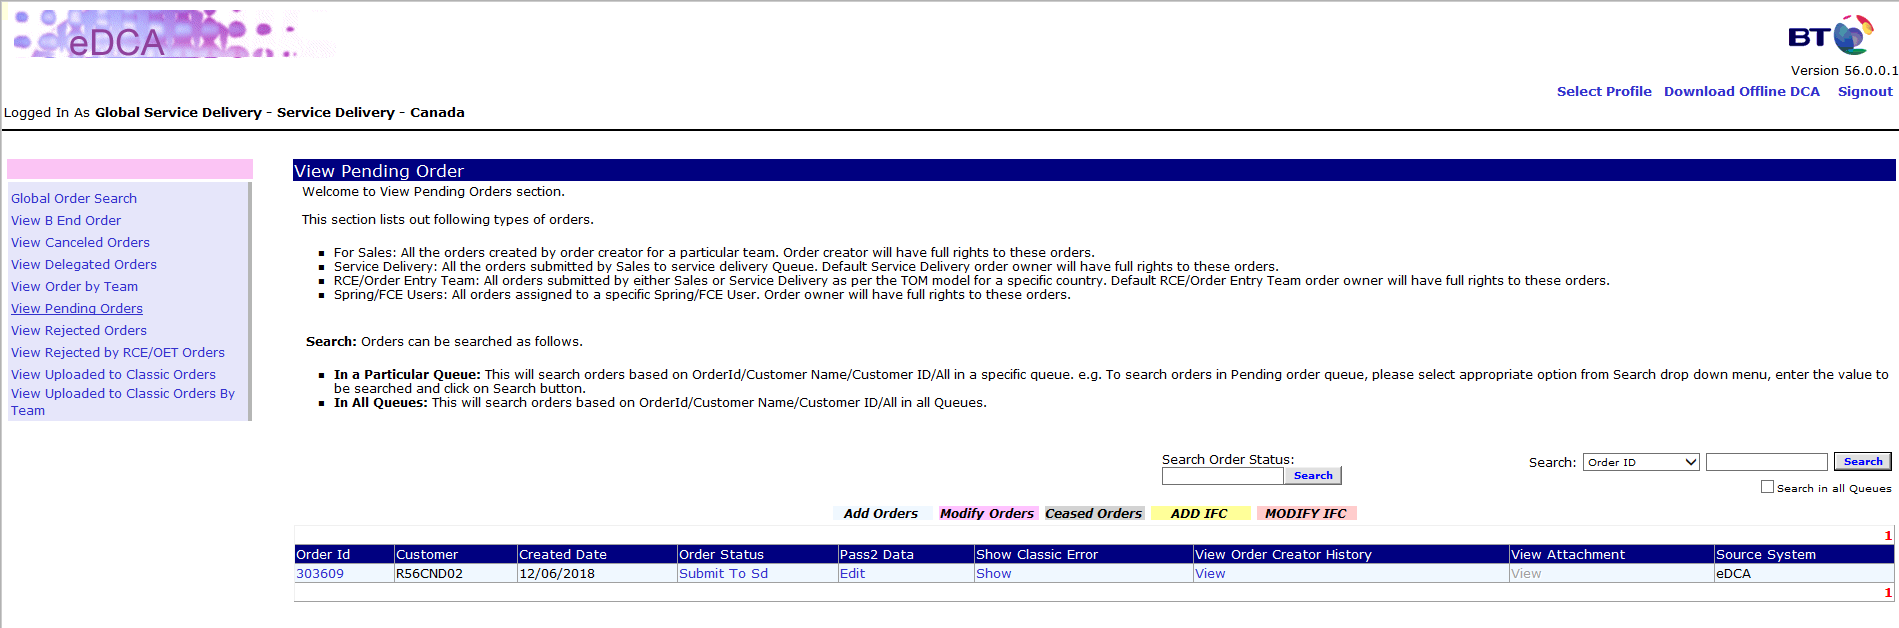 eDCA
BT
Version 56.0.0.1
Select Profile Download Offline DCA Signout
Logged In As Global Service Delivery - Service Delivery - Canada
Global Order Search
View B End Order
View Canceled Orders
View Delegated Orders
View Order by Team
View Pending Orders
View Rejected Orders
View Rejected by RCE/OET Orders
View Uploaded to Classic Orders
View Uploaded to Classic Orders By
Team
View Pending Order
Welcome to View Pending Orders section.
This section lists out following types of orders.
For Sales: All the orders created by order creator for a particular team. Order creator will have full rights to these orders.
Service Delivery: All the orders submitted by Sales to service delivery Queue. Default Service Delivery order owner will have full rights to these orders.
RCE/Order Entry Team: All orders submitted by either Sales or Service Delivery as per the TOM model for a specific country. Default RCE/Order Entry Team order owner will have full rights to these orders.
Spring/FCE Users: All orders assigned to a specific Spring/FCE User. Order owner will have full rights to these orders.
Search: Orders can be searched as follows.
In a Particular Queue: This will search orders based on OrderId/Customer Name/Customer ID/All in a specific queue. e.g. To search orders in Pending order queue, please select appropriate option from Search drop down menu, enter the value to
be searched and click on Search button.
In All Queues: This will search orders based on OrderId/Customer Name/Customer ID/All in all Queues.
Search Order Status:
Search
Search: Order ID Search
Search in all Queues
Add Orders Modify Orders Ceased Orders ADD IFC MODIFY IFC
1
Order Id Customer Created Date Order Status Pass2 Data Show Classic Error View Order Creator History View Attachment Source System
303609 R56CND02 12/06/2018 Submit To Sd Edit Show View View eDCA
1